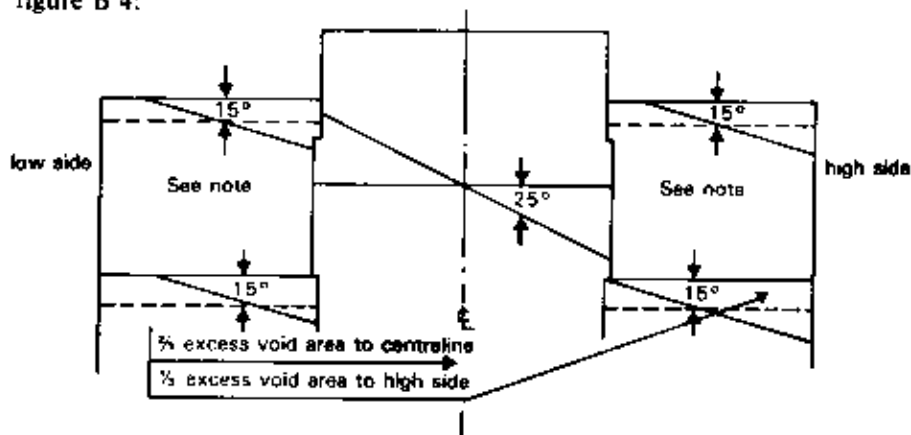 figure B 4:
15°
15°
low side
high side
See note
See note
25°
15°
15°
℄
⅔ excess void area to centreline
⅓ excess void area to high side